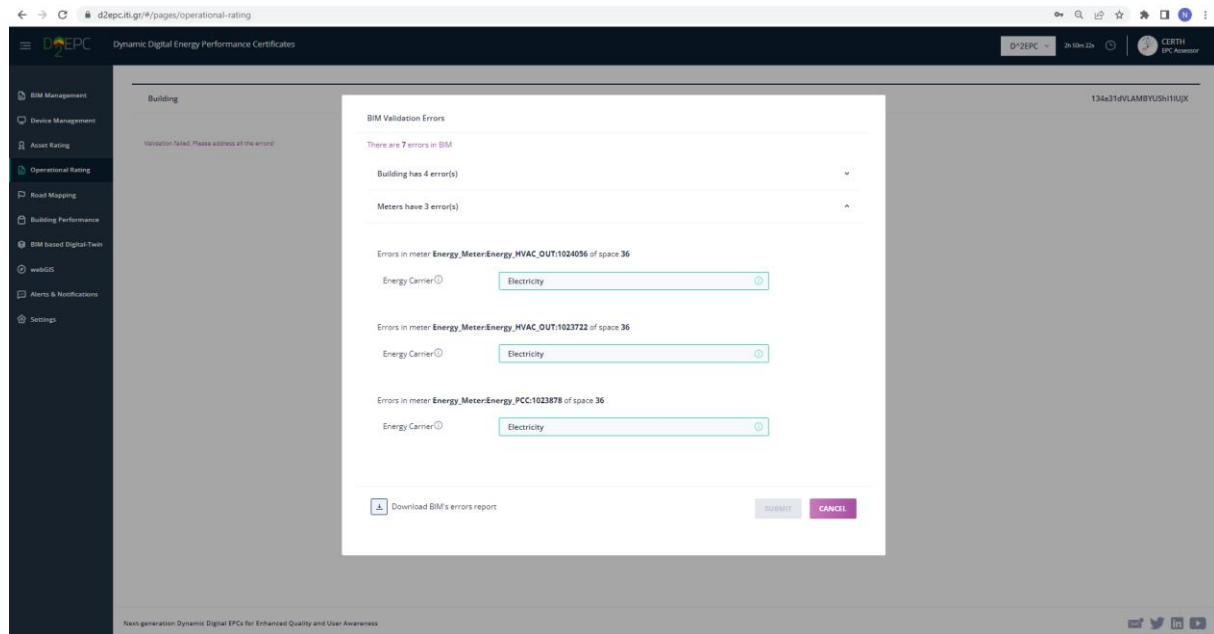 d2epc.iti.gr/#/pages/operational-rating
D2EPC
Dynamic Digital Energy Performance Certificates
D^2EPC
2h 50m 22s
CERTH
EPC Assessor
BIM Management
Device Management
Asset Rating
Operational Rating
Road Mapping
Building Performance
BIM based Digital-Twin
webGIS
Alerts & Notifications
Settings
Building
Validation failed. Please address all the errors!
BIM Validation Errors
There are 7 errors in BIM
Building has 4 error(s)
Meters have 3 error(s)
Errors in meter Energy_Meter:Energy_HVAC_OUT:1024056 of space 36
Energy Carrier
Electricity
Errors in meter Energy_Meter:Energy_HVAC_OUT:1023722 of space 36
Energy Carrier
Electricity
Errors in meter Energy_Meter:Energy_PCC:1023878 of space 36
Energy Carrier
Electricity
Download BIM's errors report
SUBMIT
CANCEL
Next-generation Dynamic Digital EPCs for Enhanced Quality and User Awareness